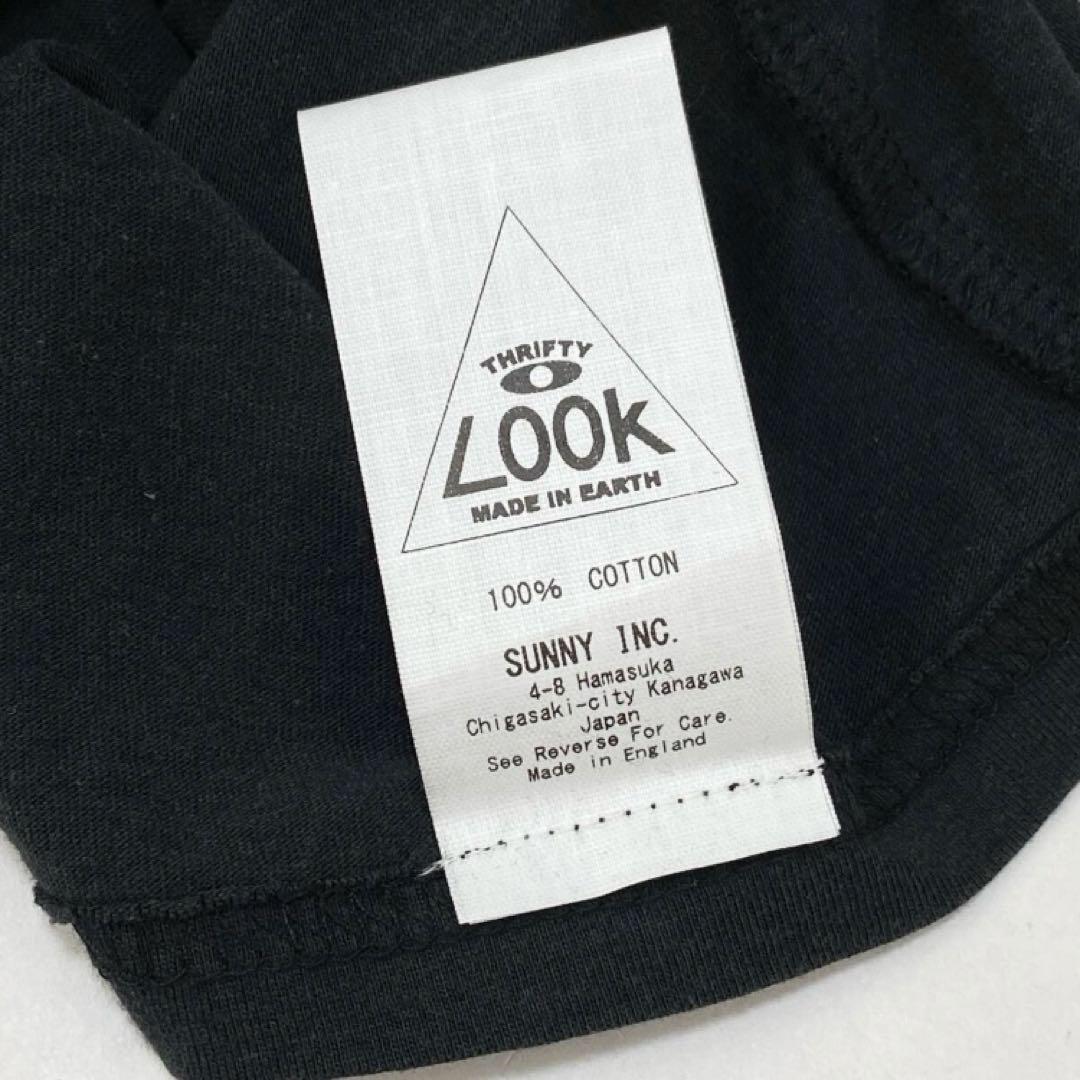 THRIFTY
LOOK
MADE IN EARTH
100% COTTON
SUNNY INC.
4-8 Hamasuka
Chigasaki-city Kanagawa
Japan
See Reverse For Care.
Made in England